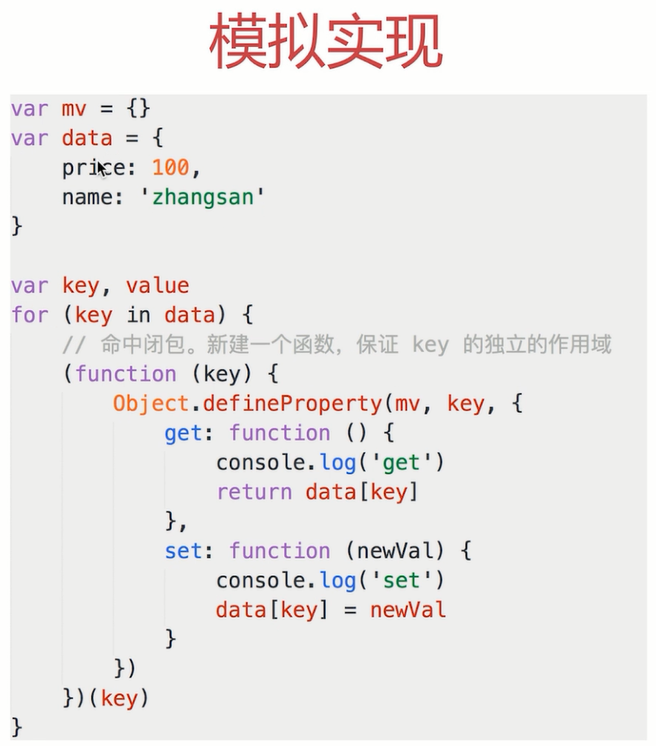 模拟实现
var mv = {}
var data = {
    price: 100,
    name: 'zhangsan'
}
var key, value
for (key in data) {
    // 命中闭包。新建一个函数，保证 key 的独立的作用域
    (function (key) {
        Object.defineProperty(mv, key, {
            get: function () {
                console.log('get')
                return data[key]
            },
            set: function (newVal) {
                console.log('set')
                data[key] = newVal
            }
        })
    })(key)
}